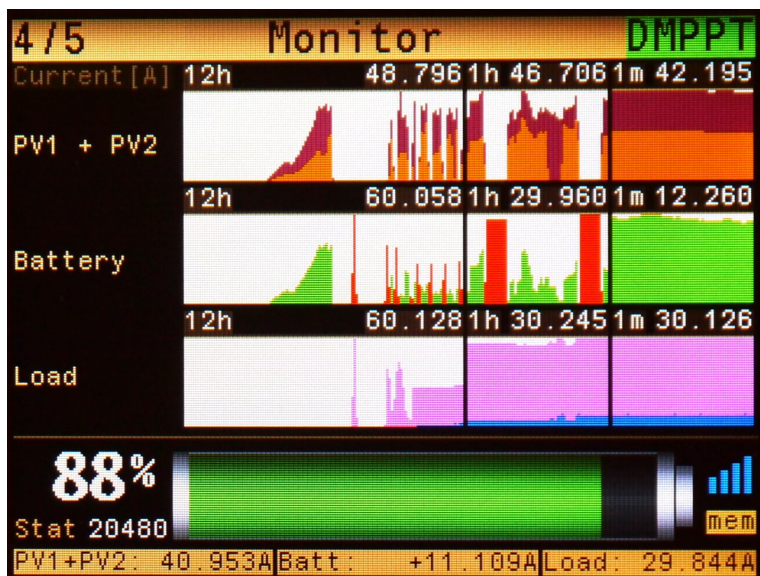 4/5 Monitor DMPPT
Current[A] 12h 48.796 1h 46.706 1m 42.195
PV1 + PV2
12h 60.058 1h 29.960 1m 12.260
Battery
12h 60.128 1h 30.245 1m 30.126
Load
88%
Stat 20480 mem
PV1+PV2: 40.953A Batt: +11.109A Load: 29.844A